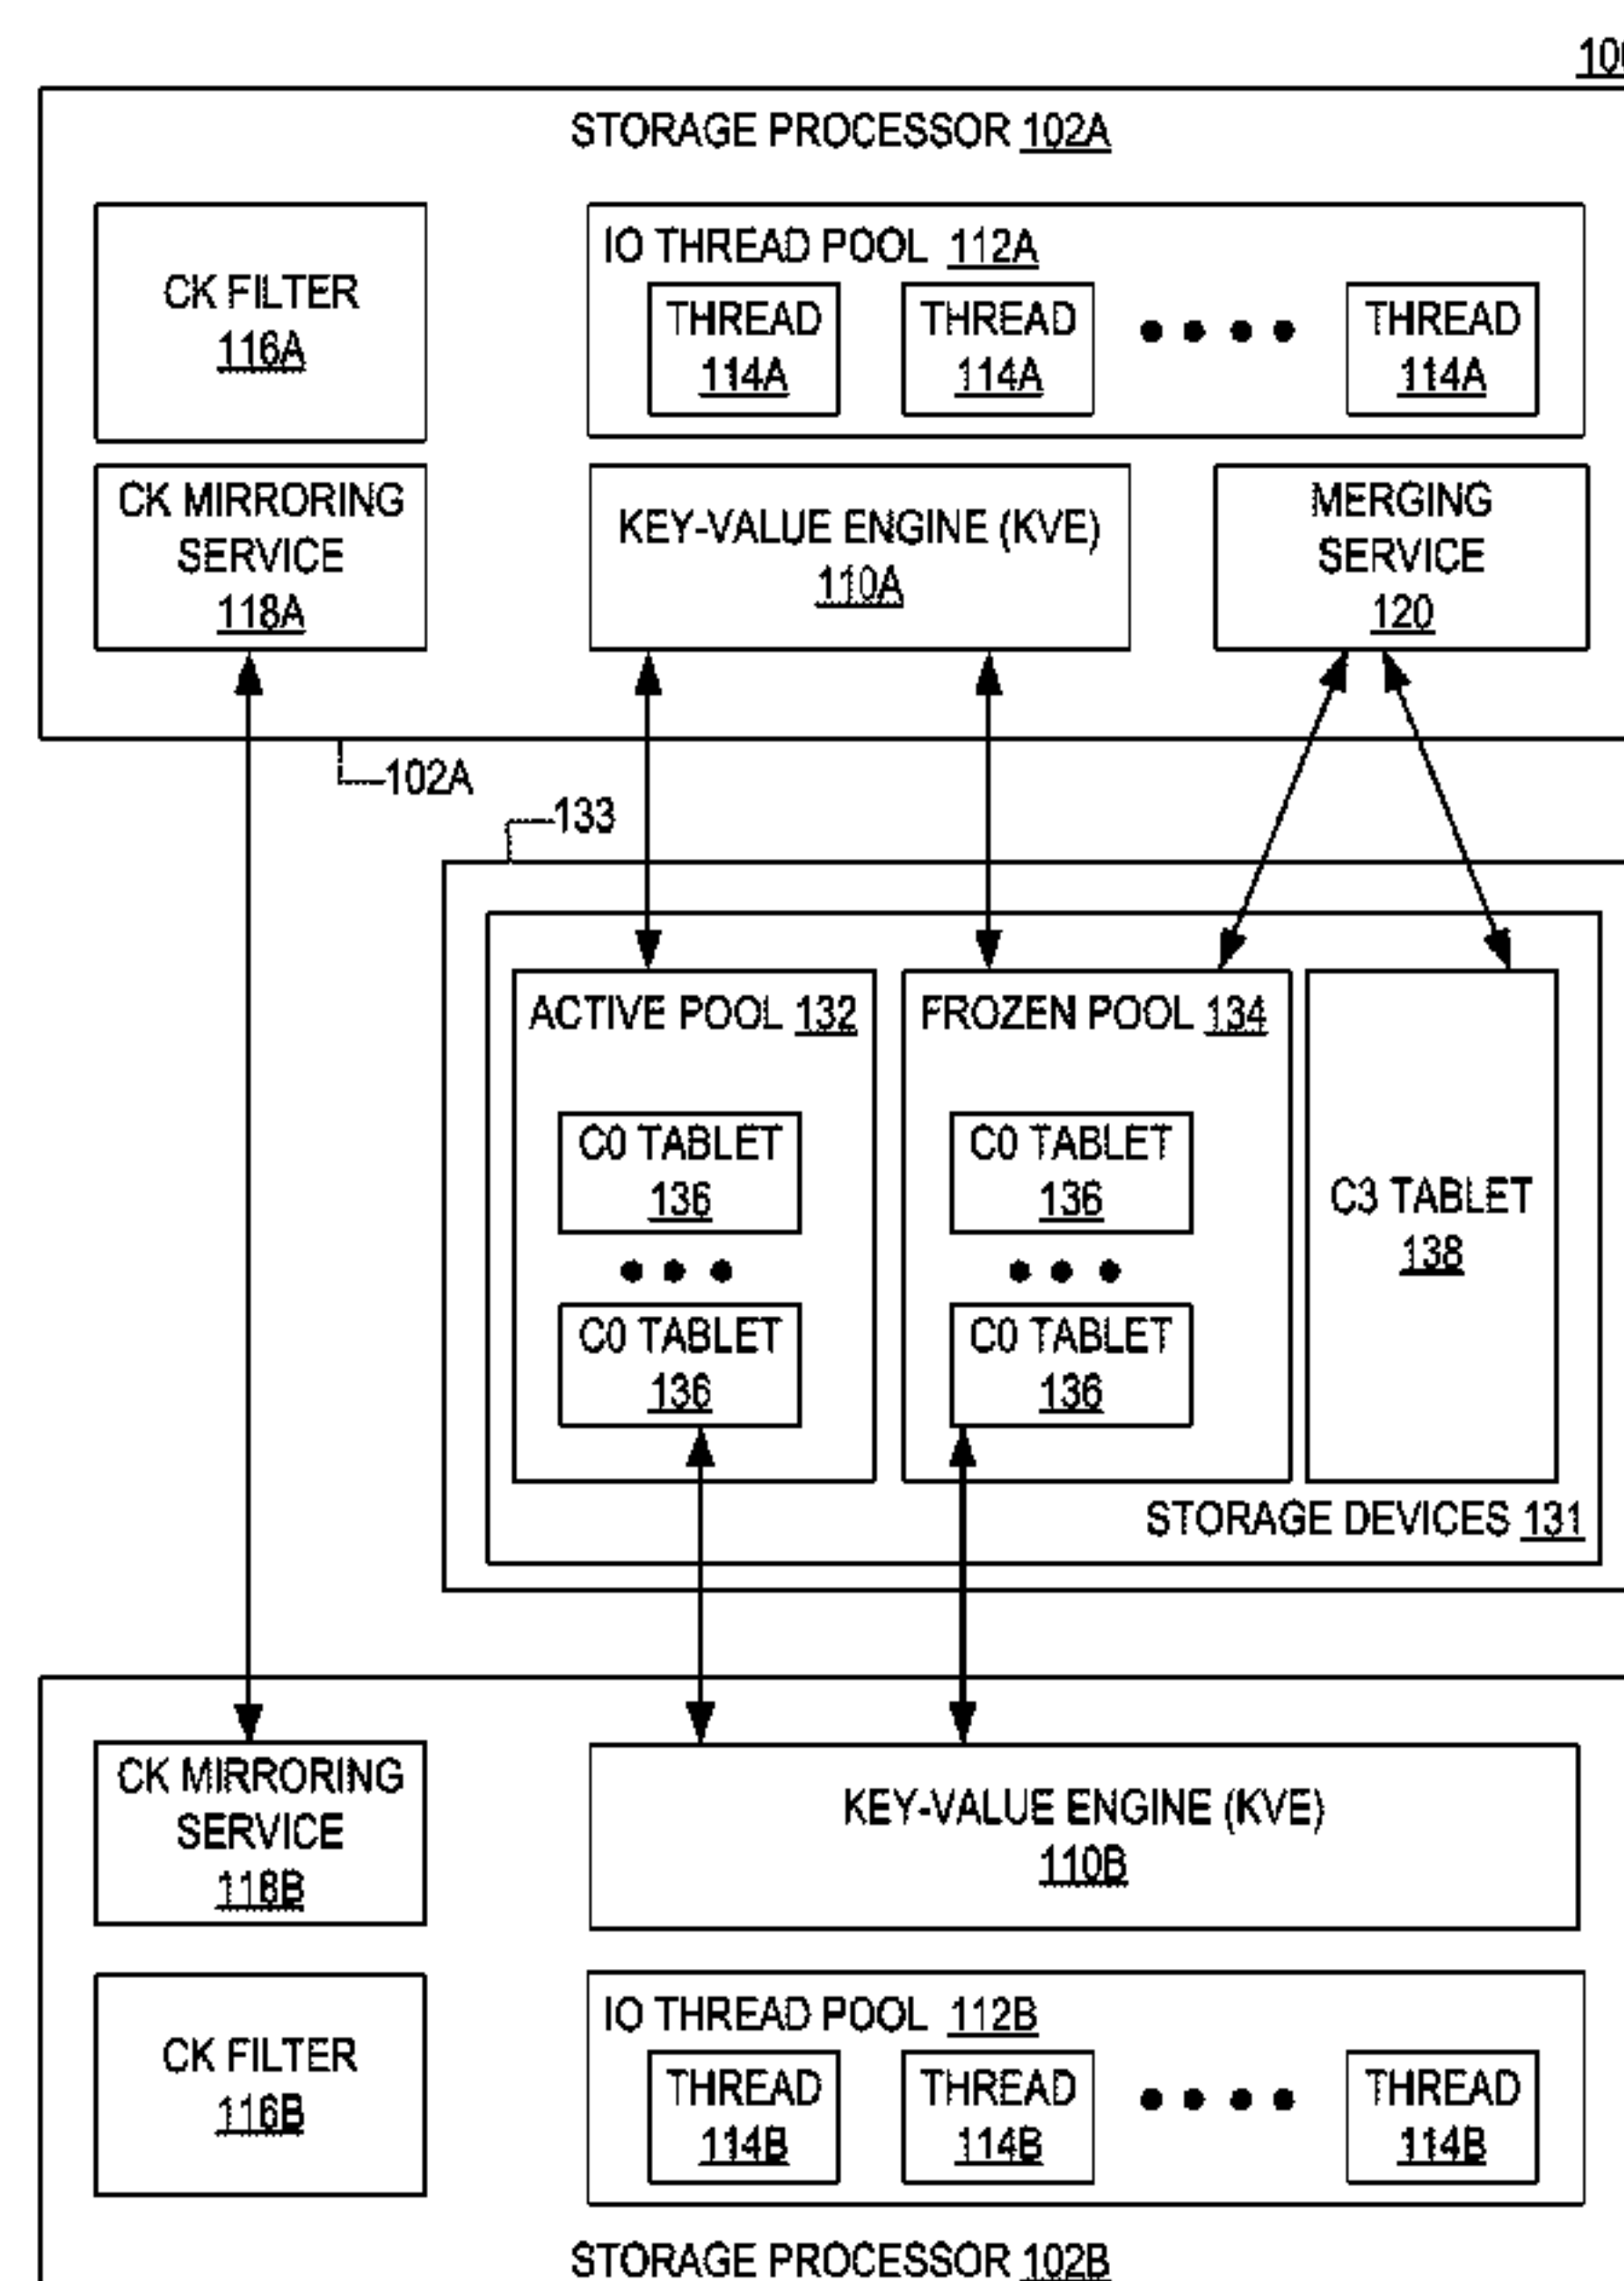 STORAGE PROCESSOR 102A
CK FILTER
116A
IO THREAD POOL 112A
THREAD
114A
THREAD
114A
THREAD
114A
CK MIRRORING
SERVICE
118A
KEY-VALUE ENGINE (KVE)
110A
MERGING
SERVICE
120
102A
133
ACTIVE POOL 132
C0 TABLET
136
C0 TABLET
136
FROZEN POOL 134
C0 TABLET
136
C0 TABLET
136
C3 TABLET
138
STORAGE DEVICES 131
CK MIRRORING
SERVICE
118B
KEY-VALUE ENGINE (KVE)
110B
CK FILTER
116B
IO THREAD POOL 112B
THREAD
114B
THREAD
114B
THREAD
114B
STORAGE PROCESSOR 102B